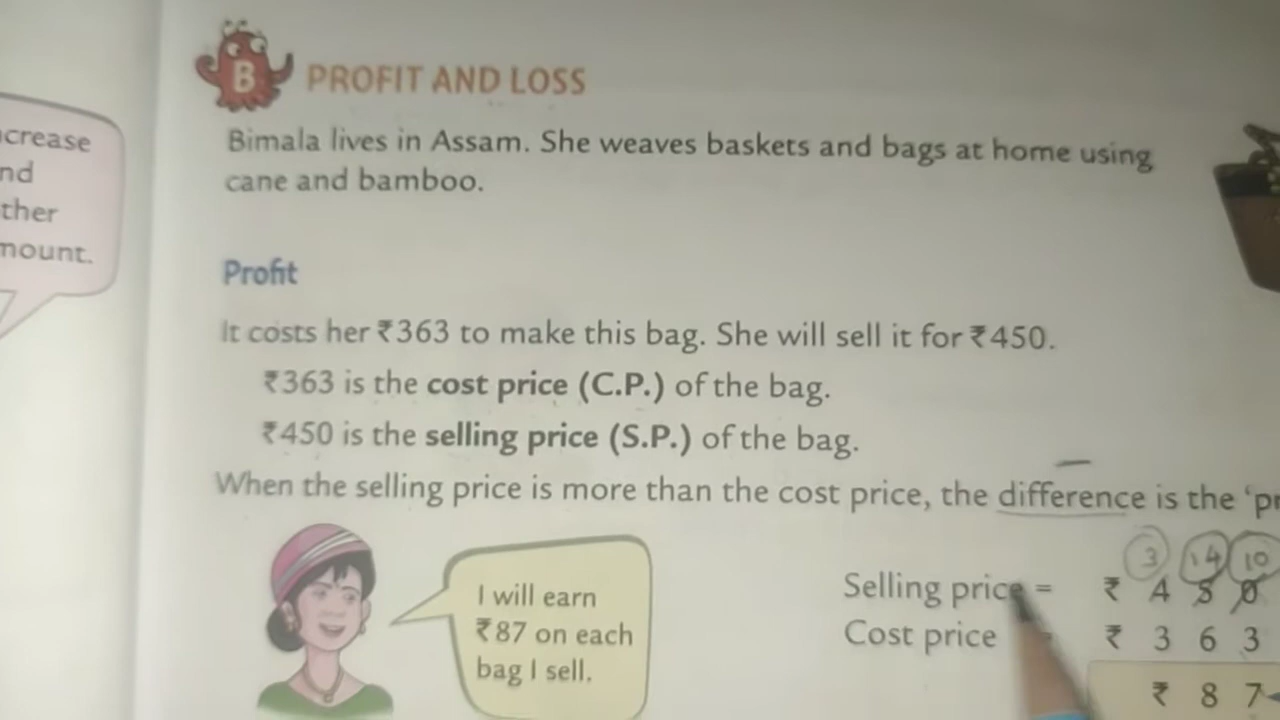 crease
nd
ther
mount.
B PROFIT AND LOSS
Bimala lives in Assam. She weaves baskets and bags at home using
cane and bamboo.
Profit
It costs her ₹363 to make this bag. She will sell it for ₹450.
₹363 is the cost price (C.P.) of the bag.
₹450 is the selling price (S.P.) of the bag.
When the selling price is more than the cost price, the difference is the ‘pr
I will earn
₹87 on each
bag I sell.
3 14 10
Selling price = ₹ 4 5 0
Cost price = ₹ 3 6 3
₹ 8 7